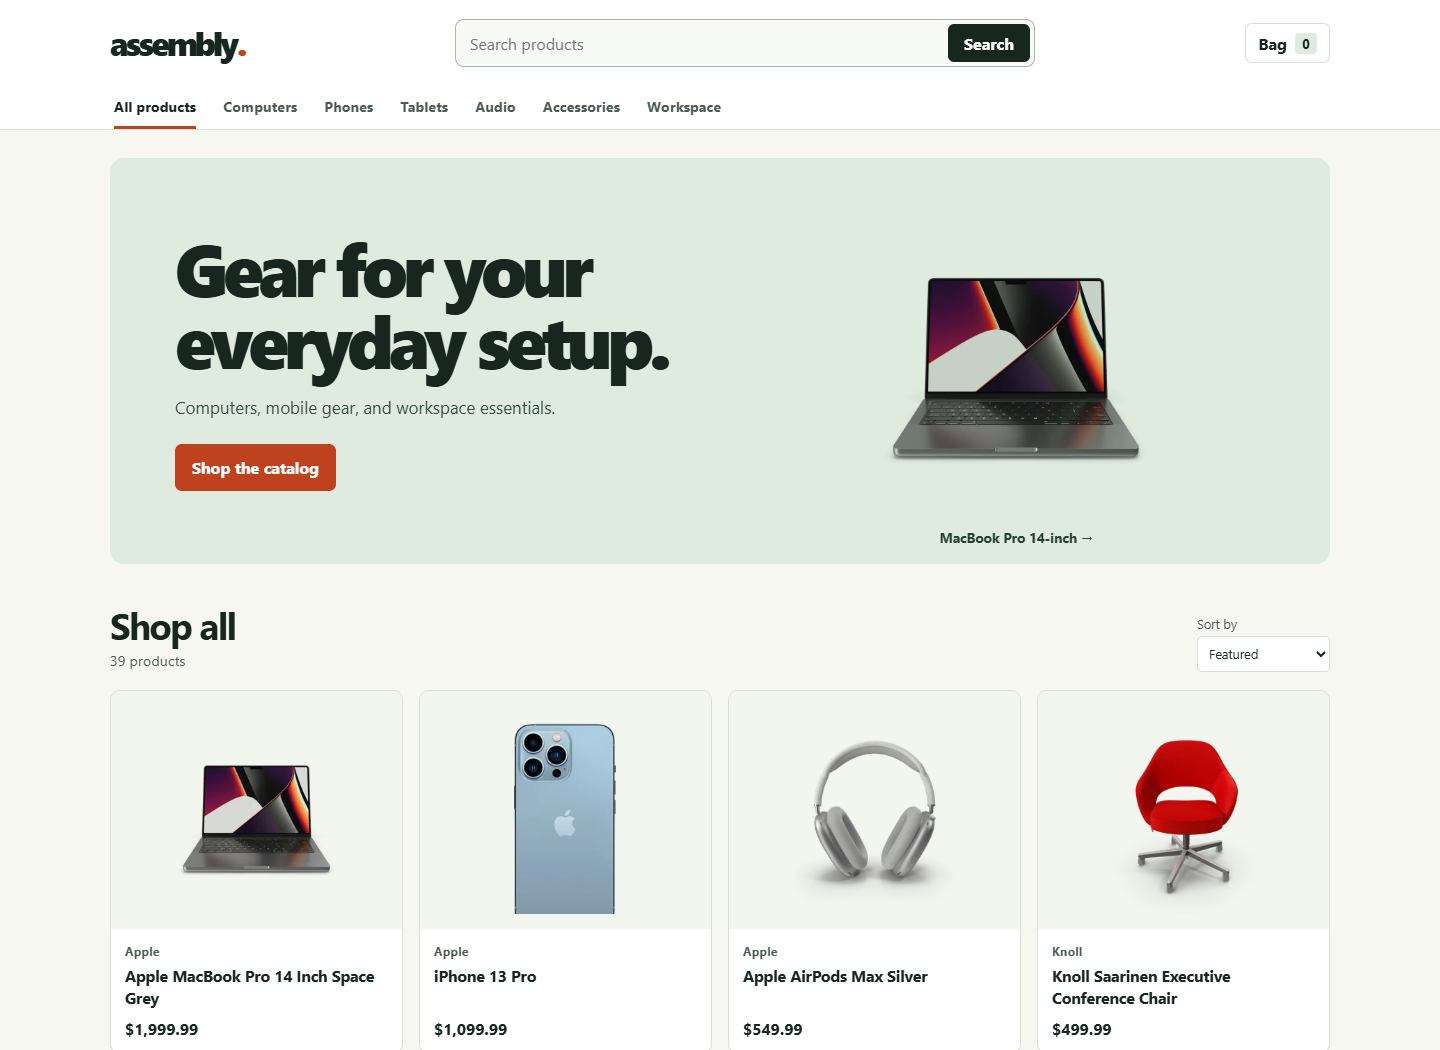 assembly.
Search products
Search
Bag 0
All products Computers Phones Tablets Audio Accessories Workspace
Gear for your
everyday setup.
Computers, mobile gear, and workspace essentials.
Shop the catalog
MacBook Pro 14-inch →
Shop all
39 products
Sort by
Featured
Apple
Apple MacBook Pro 14 Inch Space
Grey
$1,999.99
Apple
iPhone 13 Pro
$1,099.99
Apple
Apple AirPods Max Silver
$549.99
Knoll
Knoll Saarinen Executive
Conference Chair
$499.99